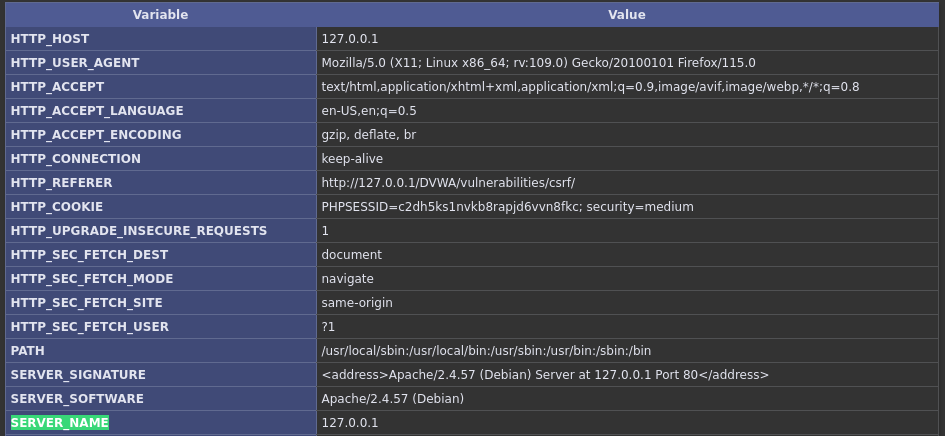 Variable Value
HTTP_HOST 127.0.0.1
HTTP_USER_AGENT Mozilla/5.0 (X11; Linux x86_64; rv:109.0) Gecko/20100101 Firefox/115.0
HTTP_ACCEPT text/html,application/xhtml+xml,application/xml;q=0.9,image/avif,image/webp,*/*;q=0.8
HTTP_ACCEPT_LANGUAGE en-US,en;q=0.5
HTTP_ACCEPT_ENCODING gzip, deflate, br
HTTP_CONNECTION keep-alive
HTTP_REFERER http://127.0.0.1/DVWA/vulnerabilities/csrf/
HTTP_COOKIE PHPSESSID=c2dh5ks1nvkb8rapjd6vvn8fkc; security=medium
HTTP_UPGRADE_INSECURE_REQUESTS 1
HTTP_SEC_FETCH_DEST document
HTTP_SEC_FETCH_MODE navigate
HTTP_SEC_FETCH_SITE same-origin
HTTP_SEC_FETCH_USER ?1
PATH /usr/local/sbin:/usr/local/bin:/usr/sbin:/usr/bin:/sbin:/bin
SERVER_SIGNATURE <address>Apache/2.4.57 (Debian) Server at 127.0.0.1 Port 80</address>
SERVER_SOFTWARE Apache/2.4.57 (Debian)
SERVER_NAME 127.0.0.1